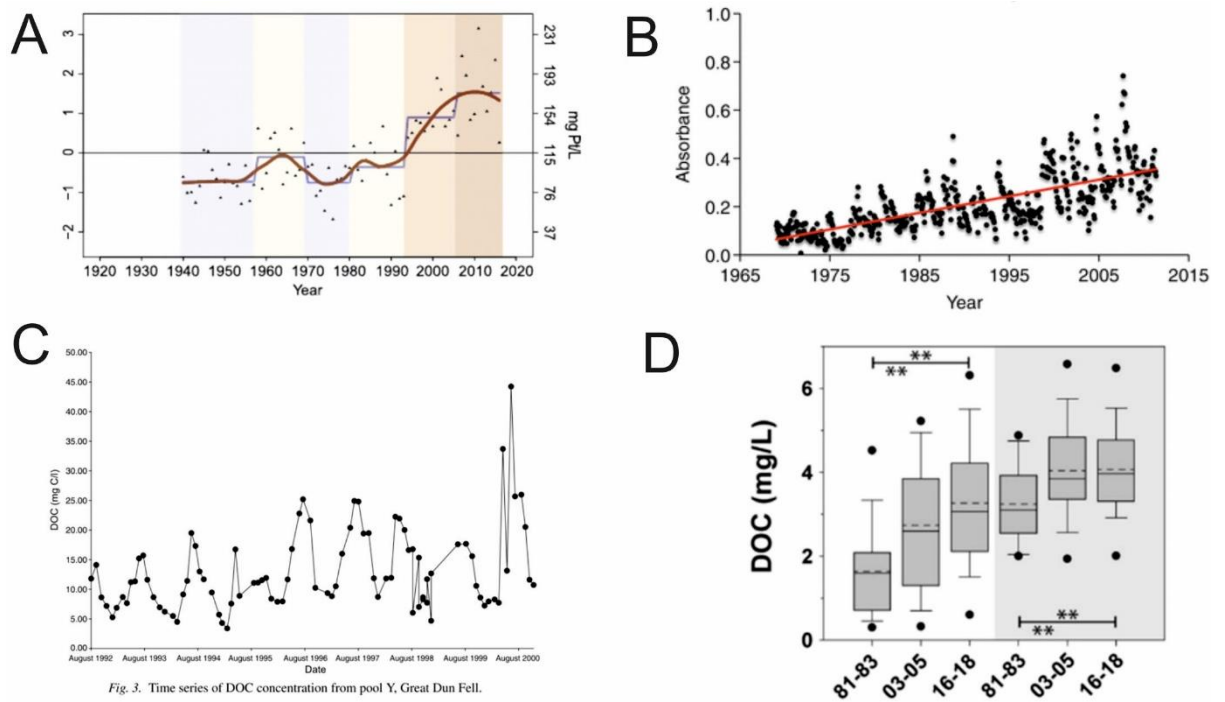 A
3
2
1
0
−1
−2
231
193
154
115
76
37
mg Pt/L
1920 1930 1940 1950 1960 1970 1980 1990 2000 2010 2020
Year
B
Absorbance
1.0
0.8
0.6
0.4
0.2
0.0
1965 1975 1985 1995 2005 2015
Year
C
DOC (mg C/l)
50.00
45.00
40.00
35.00
30.00
25.00
20.00
15.00
10.00
5.00
0.00
August 1992 August 1993 August 1994 August 1995 August 1996 August 1997 August 1998 August 1999 August 2000
Date
Fig. 3. Time series of DOC concentration from pool Y, Great Dun Fell.
D
DOC (mg/L)
6
4
2
0
**
**
**
**
81-83 03-05 16-18 81-83 03-05 16-18